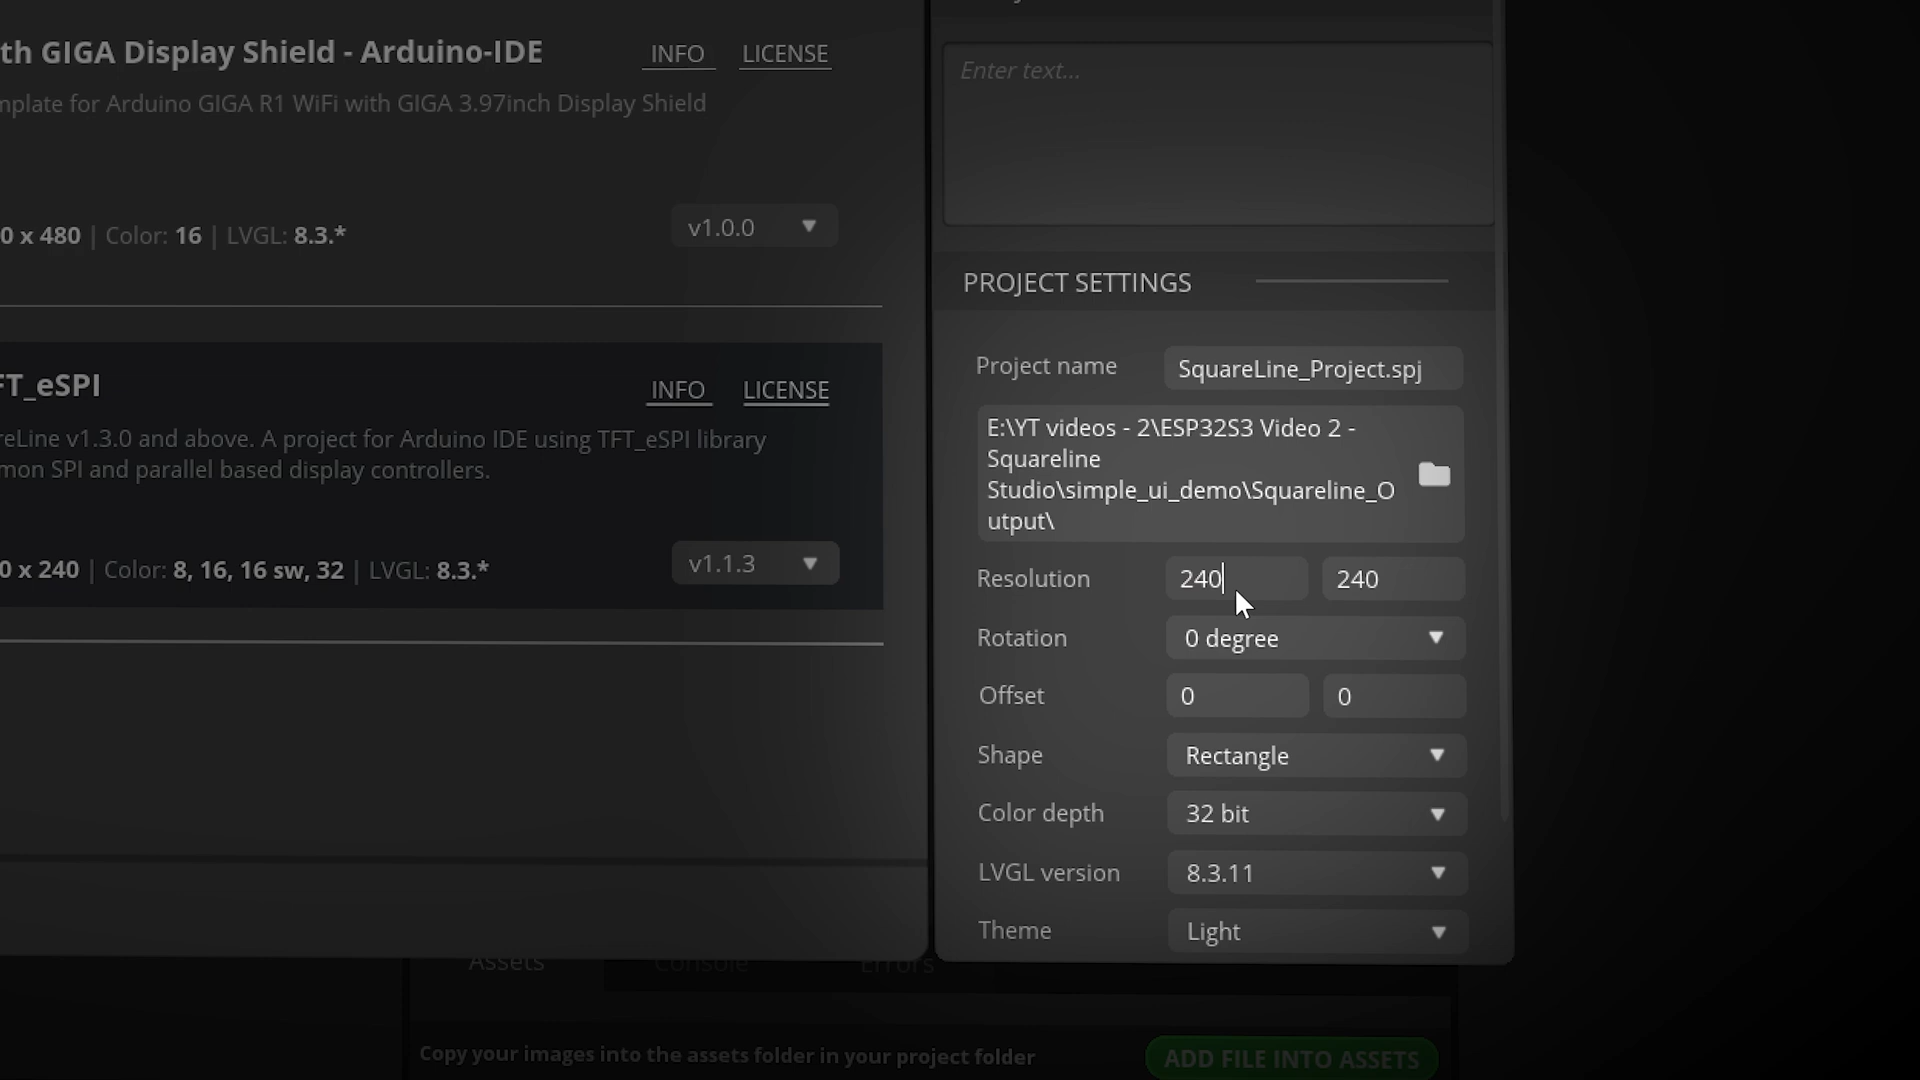 th GIGA Display Shield - Arduino-IDE
INFO
LICENSE
nplate for Arduino GIGA R1 WiFi with GIGA 3.97inch Display Shield
0 x 480 | Color: 16 | LVGL: 8.3.*
v1.0.0
FT_eSPI
INFO
LICENSE
reLine v1.3.0 and above. A project for Arduino IDE using TFT_eSPI library
mon SPI and parallel based display controllers.
0 x 240 | Color: 8, 16, 16 sw, 32 | LVGL: 8.3.*
v1.1.3
Enter text...
PROJECT SETTINGS
Project name
SquareLine_Project.spj
E:\YT videos - 2\ESP32S3 Video 2 -
Squareline
Studio\simple_ui_demo\Squareline_O
utput\
Resolution
240
240
Rotation
0 degree
Offset
0
0
Shape
Rectangle
Color depth
32 bit
LVGL version
8.3.11
Theme
Light
Assets
Console
Errors
Copy your images into the assets folder in your project folder
ADD FILE INTO ASSETS